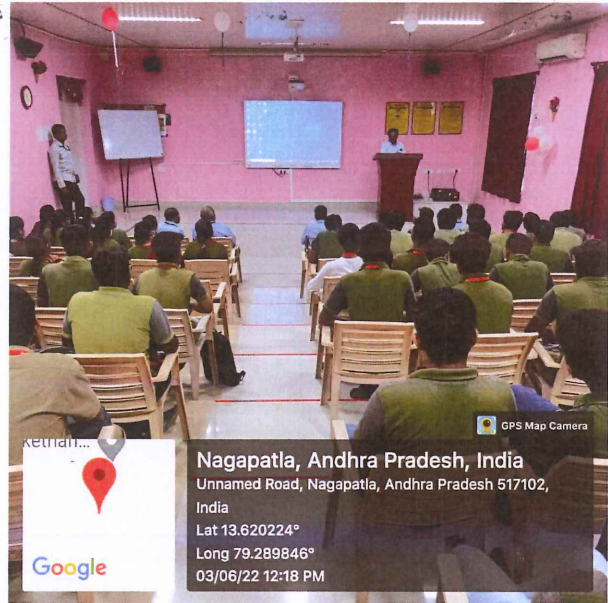 GPS Map Camera
Nagapatla, Andhra Pradesh, India
Unnamed Road, Nagapatla, Andhra Pradesh 517102,
India
Lat 13.620224°
Long 79.289846°
03/06/22 12:18 PM
Google